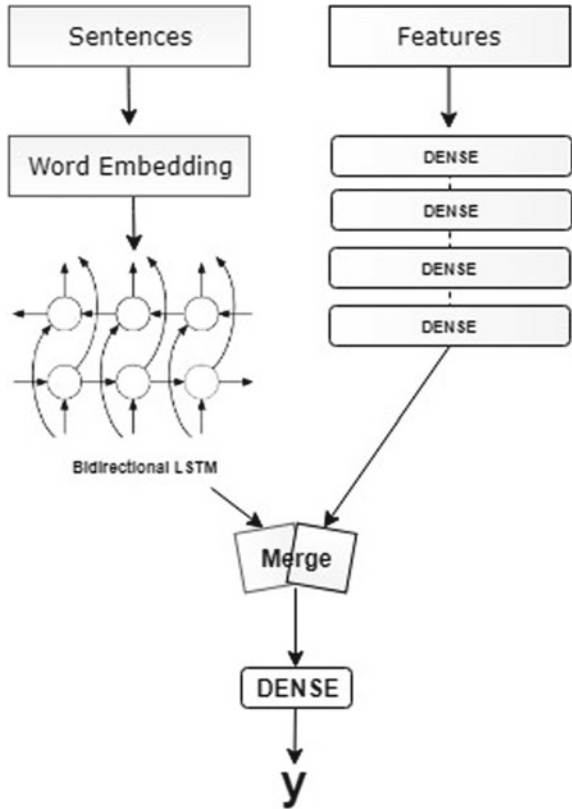 Sentences
Features
Word Embedding
DENSE
DENSE
DENSE
DENSE
Bidirectional LSTM
Merge
DENSE
y